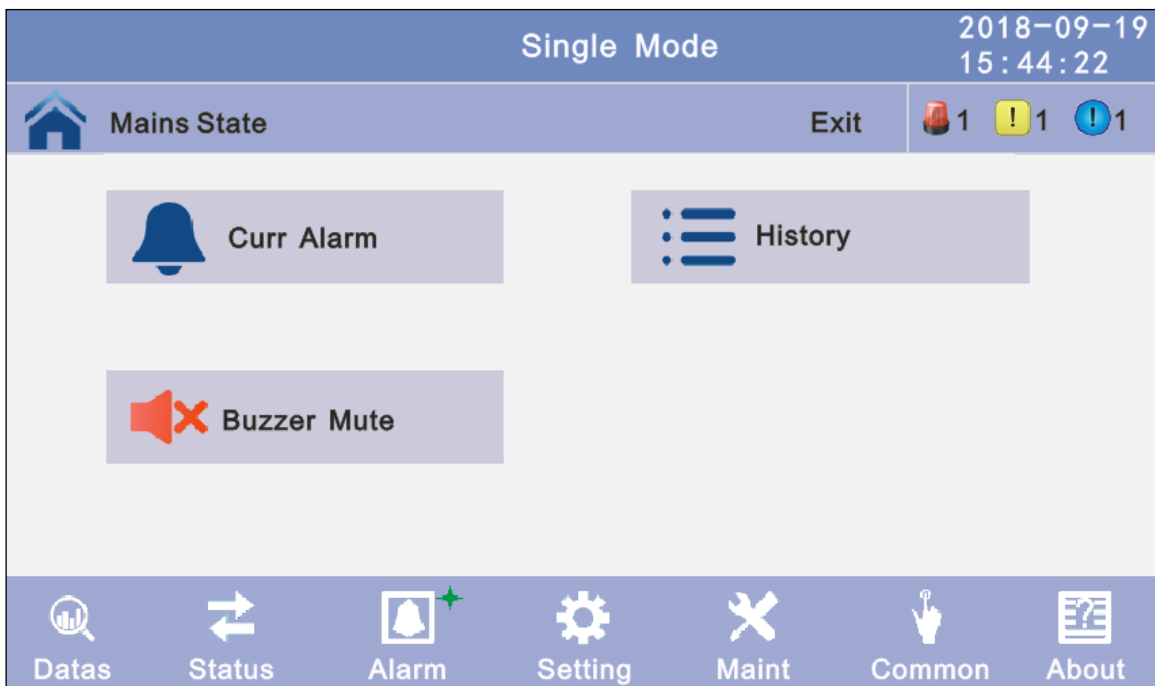 Single Mode
2018-09-19
15:44:22
Mains State
Exit
1
! 1
! 1
Curr Alarm
History
Buzzer Mute
?
Datas
Status
Alarm
Setting
Maint
Common
About